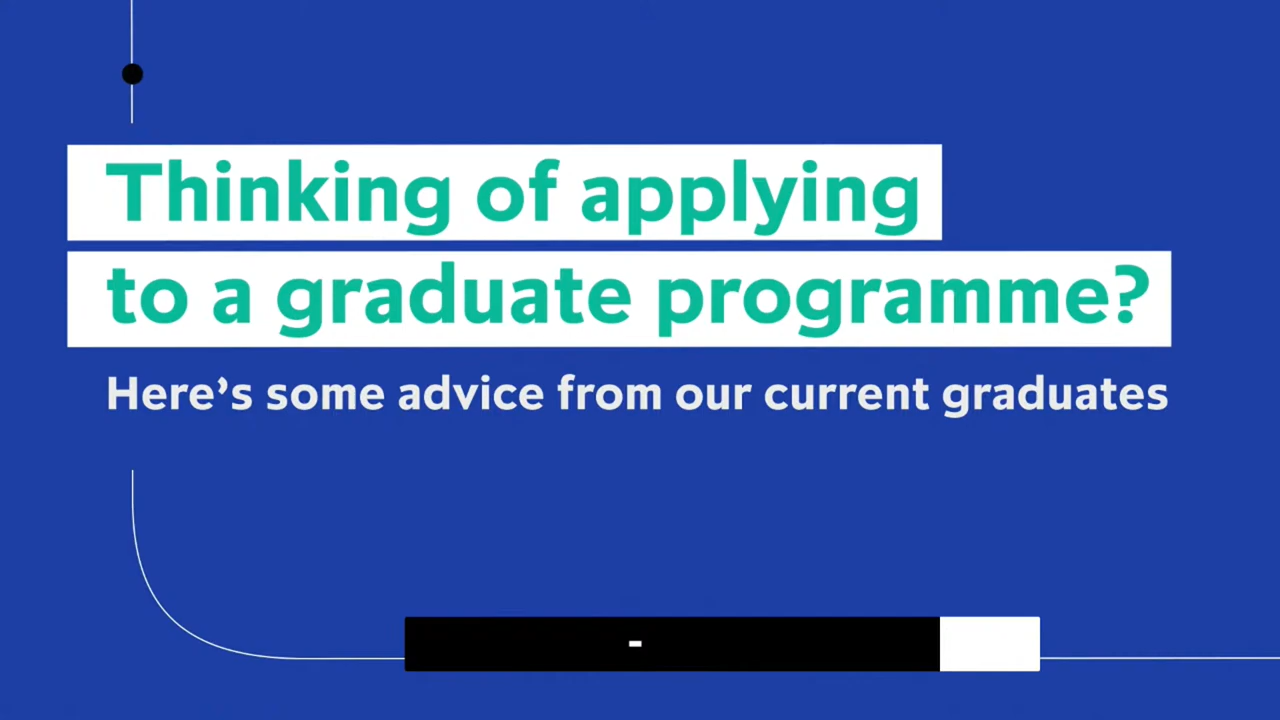 Thinking of applying
to a graduate programme?
Here's some advice from our current graduates
-